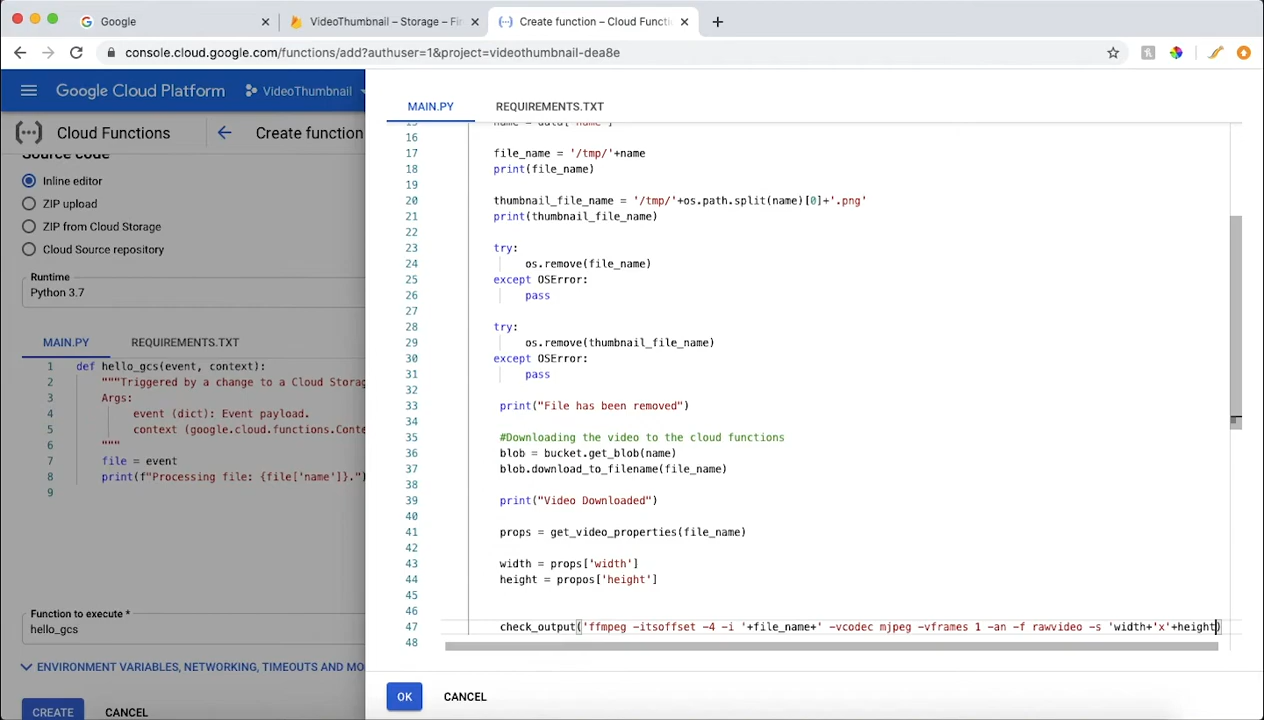 Google
VideoThumbnail – Storage – Fir
Create function – Cloud Functi
console.cloud.google.com/functions/add?authuser=1&project=videothumbnail-dea8e
Google Cloud Platform
VideoThumbnail
Cloud Functions
Create function
Source code
Inline editor
ZIP upload
ZIP from Cloud Storage
Cloud Source repository
Runtime
Python 3.7
MAIN.PY
REQUIREMENTS.TXT
1 def hello_gcs(event, context):
2 """Triggered by a change to a Cloud Storag
3 Args:
4 event (dict): Event payload.
5 context (google.cloud.functions.Conte
6 """
7 file = event
8 print(f"Processing file: {file['name']}.")
9
Function to execute *
hello_gcs
ENVIRONMENT VARIABLES, NETWORKING, TIMEOUTS AND MO
CREATE
CANCEL
MAIN.PY
REQUIREMENTS.TXT
15 name = data['name']
16
17 file_name = '/tmp/'+name
18 print(file_name)
19
20 thumbnail_file_name = '/tmp/'+os.path.split(name)[0]+'.png'
21 print(thumbnail_file_name)
22
23 try:
24 os.remove(file_name)
25 except OSError:
26 pass
27
28 try:
29 os.remove(thumbnail_file_name)
30 except OSError:
31 pass
32
33 print("File has been removed")
34
35 #Downloading the video to the cloud functions
36 blob = bucket.get_blob(name)
37 blob.download_to_filename(file_name)
38
39 print("Video Downloaded")
40
41 props = get_video_properties(file_name)
42
43 width = props['width']
44 height = propos['height']
45
46
47 check_output('ffmpeg -itsoffset -4 -i '+file_name+' -vcodec mjpeg -vframes 1 -an -f rawvideo -s 'width+'x'+height)
48
OK
CANCEL